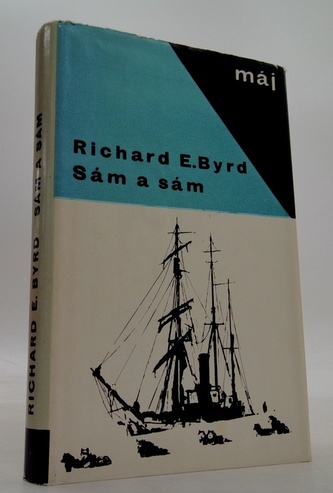 máj
Richard E. Byrd
Sám a sám
RICHARD E. BYRD SÁM A SÁM